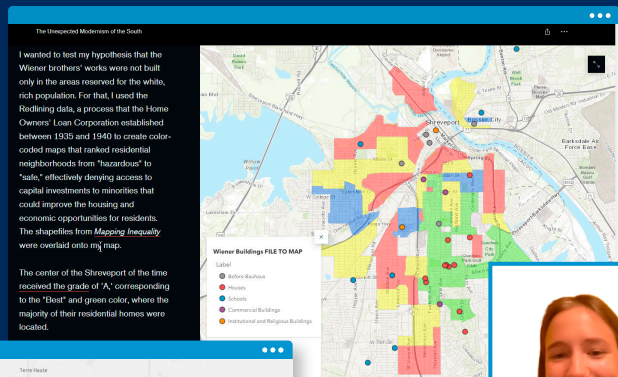 The Unexpected Modernism of the South
I wanted to test my hypothesis that the
Wiener brothers' works were not built
only in the areas reserved for the white,
rich population. For that, I used the
Redlining data, a process that the Home
Owners' Loan Corporation established
between 1935 and 1940 to create color-
coded maps that ranked residential
neighborhoods from "hazardous" to
"safe," effectively denying access to
capital investments to minorities that
could improve the housing and
economic opportunities for residents.
The shapefiles from Mapping Inequality
were overlaid onto my map.
The center of the Shreveport of the time
received the grade of 'A,' corresponding
to the "Best" and green color, where the
majority of their residential homes were
located.
Shreveport
Bossier City
Barksdale Air
Force Base
Wiener Buildings FILE TO MAP
Label
Before Bauhaus
Houses
Schools
Commercial Buildings
Institutional and Religious Buildings
Terre Haute